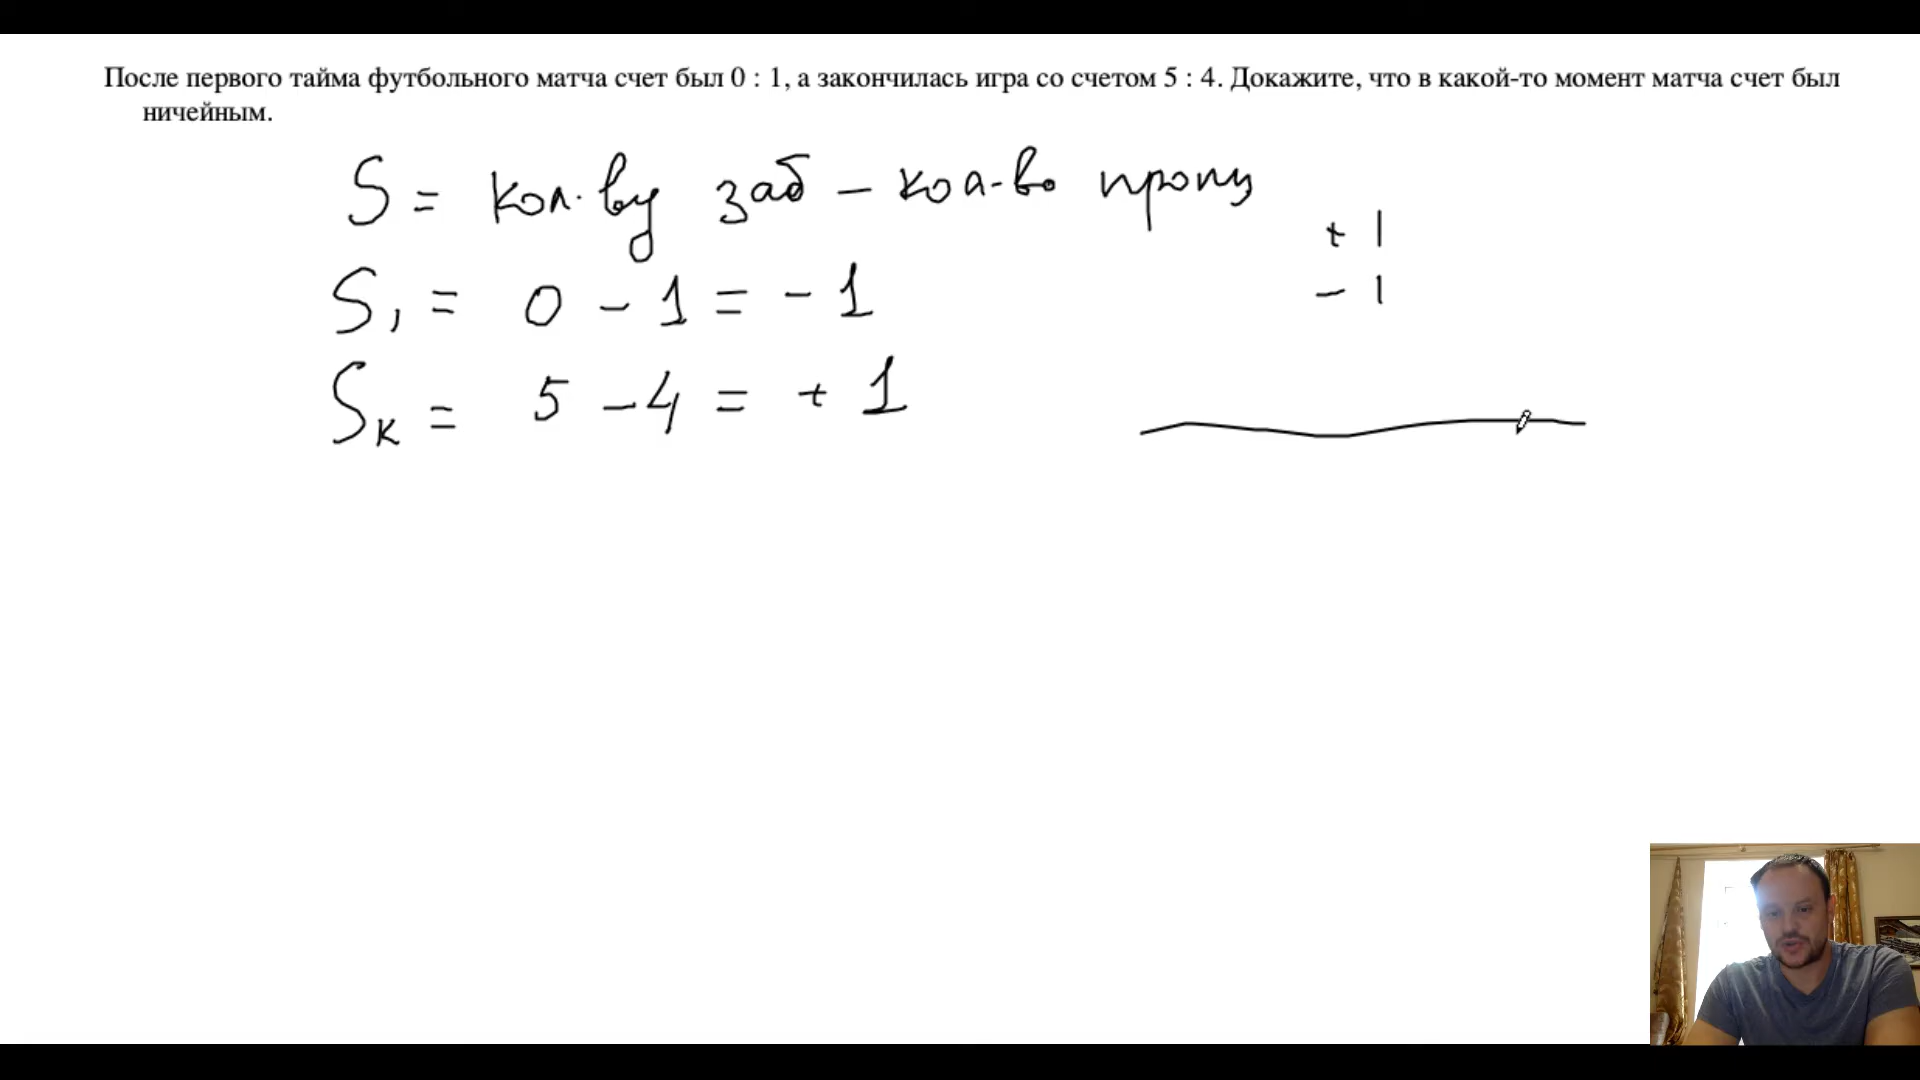 После первого тайма футбольного матча счет был 0 : 1, а закончилась игра со счетом 5 : 4. Докажите, что в какой-то момент матча счет был
ничейным.
S = кол-ву заб – кол-во проп
+ 1
– 1
S₁ = 0 – 1 = – 1
Sк = 5 – 4 = + 1